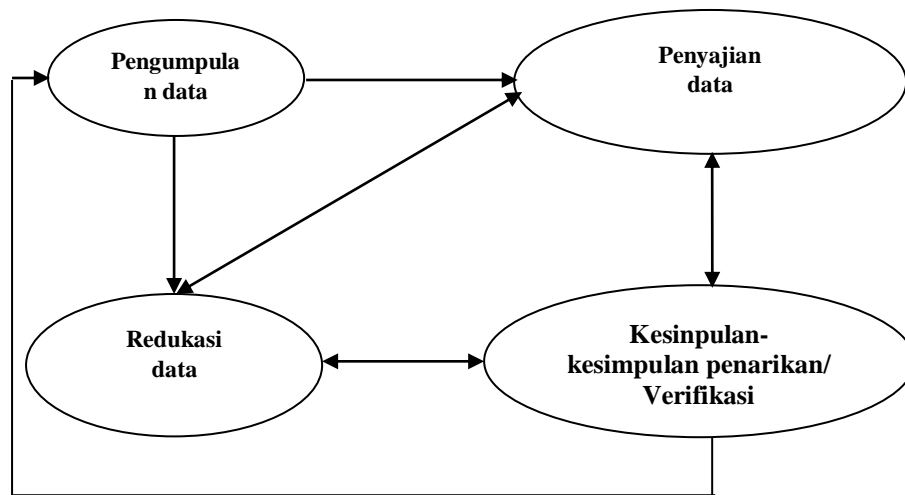 Pengumpula
n data
Penyajian
data
Redukasi
data
Kesinpulan-
kesimpulan penarikan/
Verifikasi